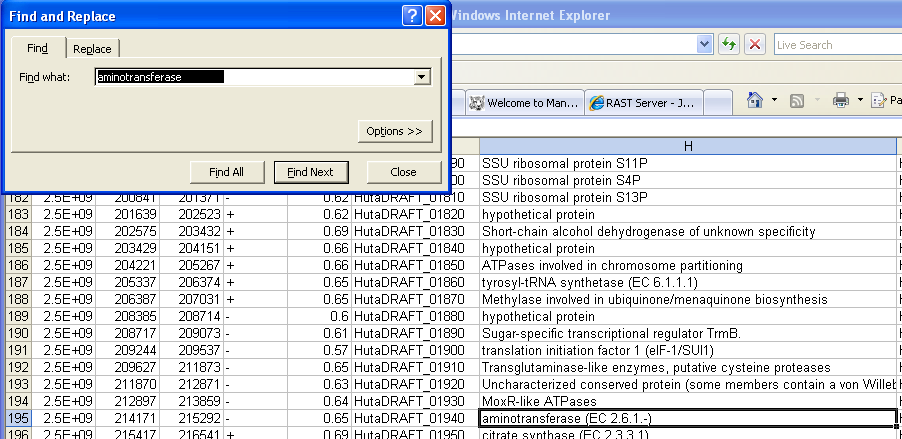 Find and Replace
Windows Internet Explorer
Find Replace
Find what: aminotransferase
Live Search
Options >>
Welcome to Man... RAST Server - J... Pa
Find All Find Next Close
H
90 SSU ribosomal protein S11P
00 SSU ribosomal protein S4P
182 2.5E+09 200841 201371 - 0.62 HutaDRAFT_01810 SSU ribosomal protein S13P
183 2.5E+09 201639 202523 + 0.62 HutaDRAFT_01820 hypothetical protein
184 2.5E+09 202575 203432 + 0.69 HutaDRAFT_01830 Short-chain alcohol dehydrogenase of unknown specificity
185 2.5E+09 203429 204151 + 0.66 HutaDRAFT_01840 hypothetical protein
186 2.5E+09 204221 205267 + 0.66 HutaDRAFT_01850 ATPases involved in chromosome partitioning
187 2.5E+09 205337 206374 + 0.65 HutaDRAFT_01860 tyrosyl-tRNA synthetase (EC 6.1.1.1)
188 2.5E+09 206387 207031 + 0.65 HutaDRAFT_01870 Methylase involved in ubiquinone/menaquinone biosynthesis
189 2.5E+09 208385 208714 - 0.6 HutaDRAFT_01880 hypothetical protein
190 2.5E+09 208717 209073 - 0.61 HutaDRAFT_01890 Sugar-specific transcriptional regulator TrmB.
191 2.5E+09 209244 209537 - 0.57 HutaDRAFT_01900 translation initiation factor 1 (eIF-1/SUI1)
192 2.5E+09 209627 211873 - 0.65 HutaDRAFT_01910 Transglutaminase-like enzymes, putative cysteine proteases
193 2.5E+09 211870 212871 - 0.63 HutaDRAFT_01920 Uncharacterized conserved protein (some members contain a von Willeb
194 2.5E+09 212897 213859 - 0.64 HutaDRAFT_01930 MoxR-like ATPases
195 2.5E+09 214171 215292 - 0.65 HutaDRAFT_01940 aminotransferase (EC 2.6.1.-)
196 2.5E+09 215417 216541 + 0.69 HutaDRAFT_01950 citrate synthase (EC 2.3.3.1)